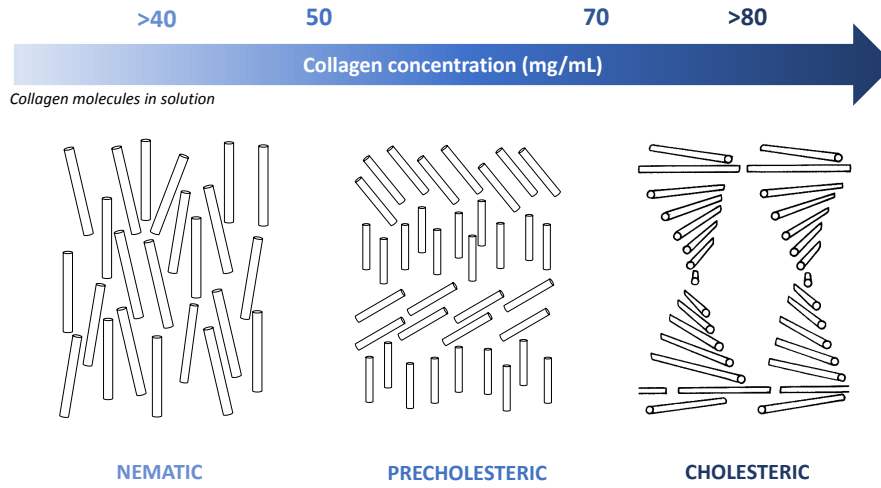 >40 50 70 >80
Collagen concentration (mg/mL)
Collagen molecules in solution
NEMATIC PRECHOLESTERIC CHOLESTERIC